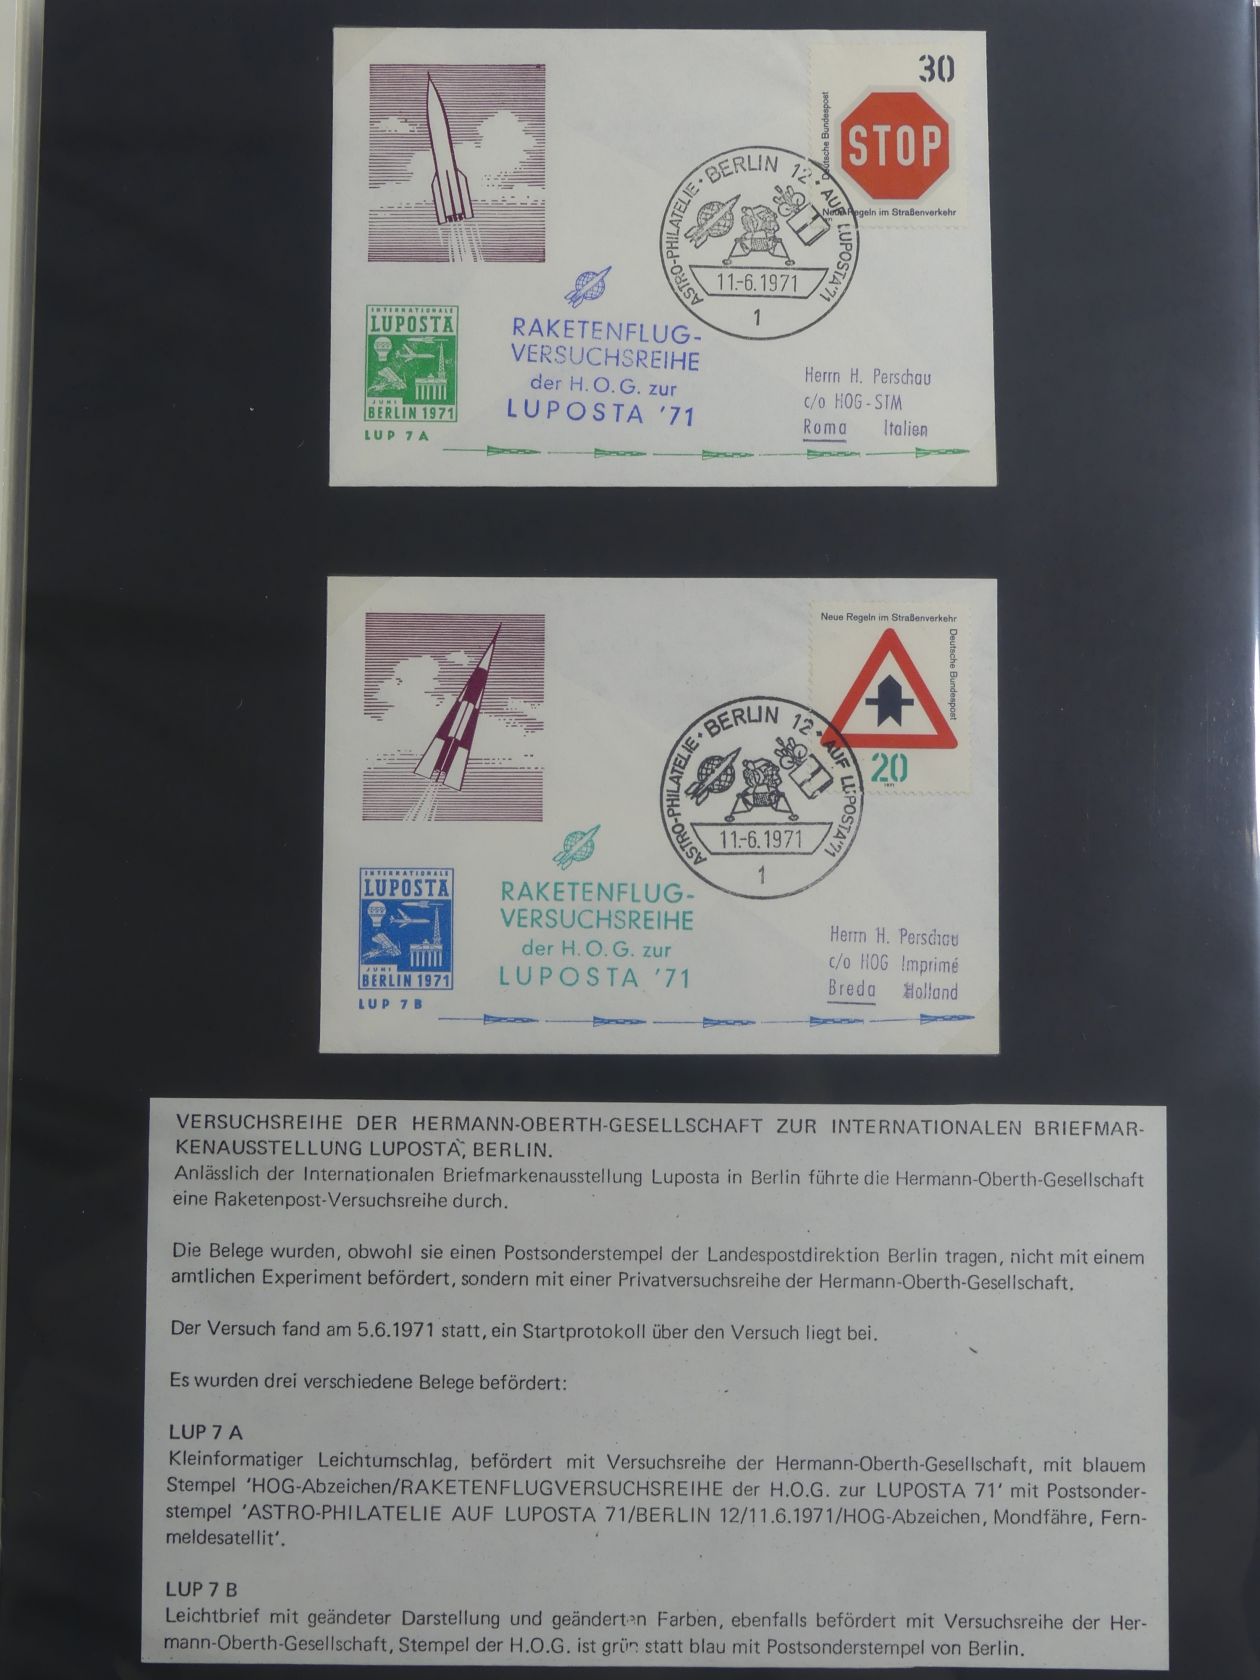 30
STOP
Deutsche Bundespost
Neue Regeln im Straßenverkehr
ASTRO-PHILATELIE • BERLIN 12 • AUF LUPOSTA'71
11.-6.1971
1
INTERNATIONALE
LUPOSTA
JUNI
BERLIN 1971
LUP 7 A
RAKETENFLUG-
VERSUCHSREIHE
der H.O.G. zur
LUPOSTA '71
Herrn H. Perschau
c/o HOG-STM
Roma Italien
Neue Regeln im Straßenverkehr
Deutsche Bundespost
20
1971
ASTRO-PHILATELIE • BERLIN 12 • AUF LUPOSTA'71
11.-6.1971
1
INTERNATIONALE
LUPOSTA
JUNI
BERLIN 1971
LUP 7 B
RAKETENFLUG-
VERSUCHSREIHE
der H.O.G. zur
LUPOSTA '71
Herrn H. Perschau
c/o HOG Imprimé
Breda Holland
VERSUCHSREIHE DER HERMANN-OBERTH-GESELLSCHAFT ZUR INTERNATIONALEN BRIEFMAR-
KENAUSSTELLUNG LUPOSTA, BERLIN.
Anlässlich der Internationalen Briefmarkenausstellung Luposta in Berlin führte die Hermann-Oberth-Gesellschaft
eine Raketenpost-Versuchsreihe durch.
Die Belege wurden, obwohl sie einen Postsonderstempel der Landespostdirektion Berlin tragen, nicht mit einem
amtlichen Experiment befördert, sondern mit einer Privatversuchsreihe der Hermann-Oberth-Gesellschaft.
Der Versuch fand am 5.6.1971 statt, ein Startprotokoll über den Versuch liegt bei.
Es wurden drei verschiedene Belege befördert:
LUP 7 A
Kleinformatiger Leichtumschlag, befördert mit Versuchsreihe der Hermann-Oberth-Gesellschaft, mit blauem
Stempel 'HOG-Abzeichen/RAKETENFLUGVERSUCHSREIHE der H.O.G. zur LUPOSTA 71' mit Postsonder-
stempel 'ASTRO-PHILATELIE AUF LUPOSTA 71/BERLIN 12/11.6.1971/HOG-Abzeichen, Mondfähre, Fern-
meldesatellit'.
LUP 7 B
Leichtbrief mit geändeter Darstellung und geänderten Farben, ebenfalls befördert mit Versuchsreihe der Her-
mann-Oberth-Gesellschaft, Stempel der H.O.G. ist grün statt blau mit Postsonderstempel von Berlin.